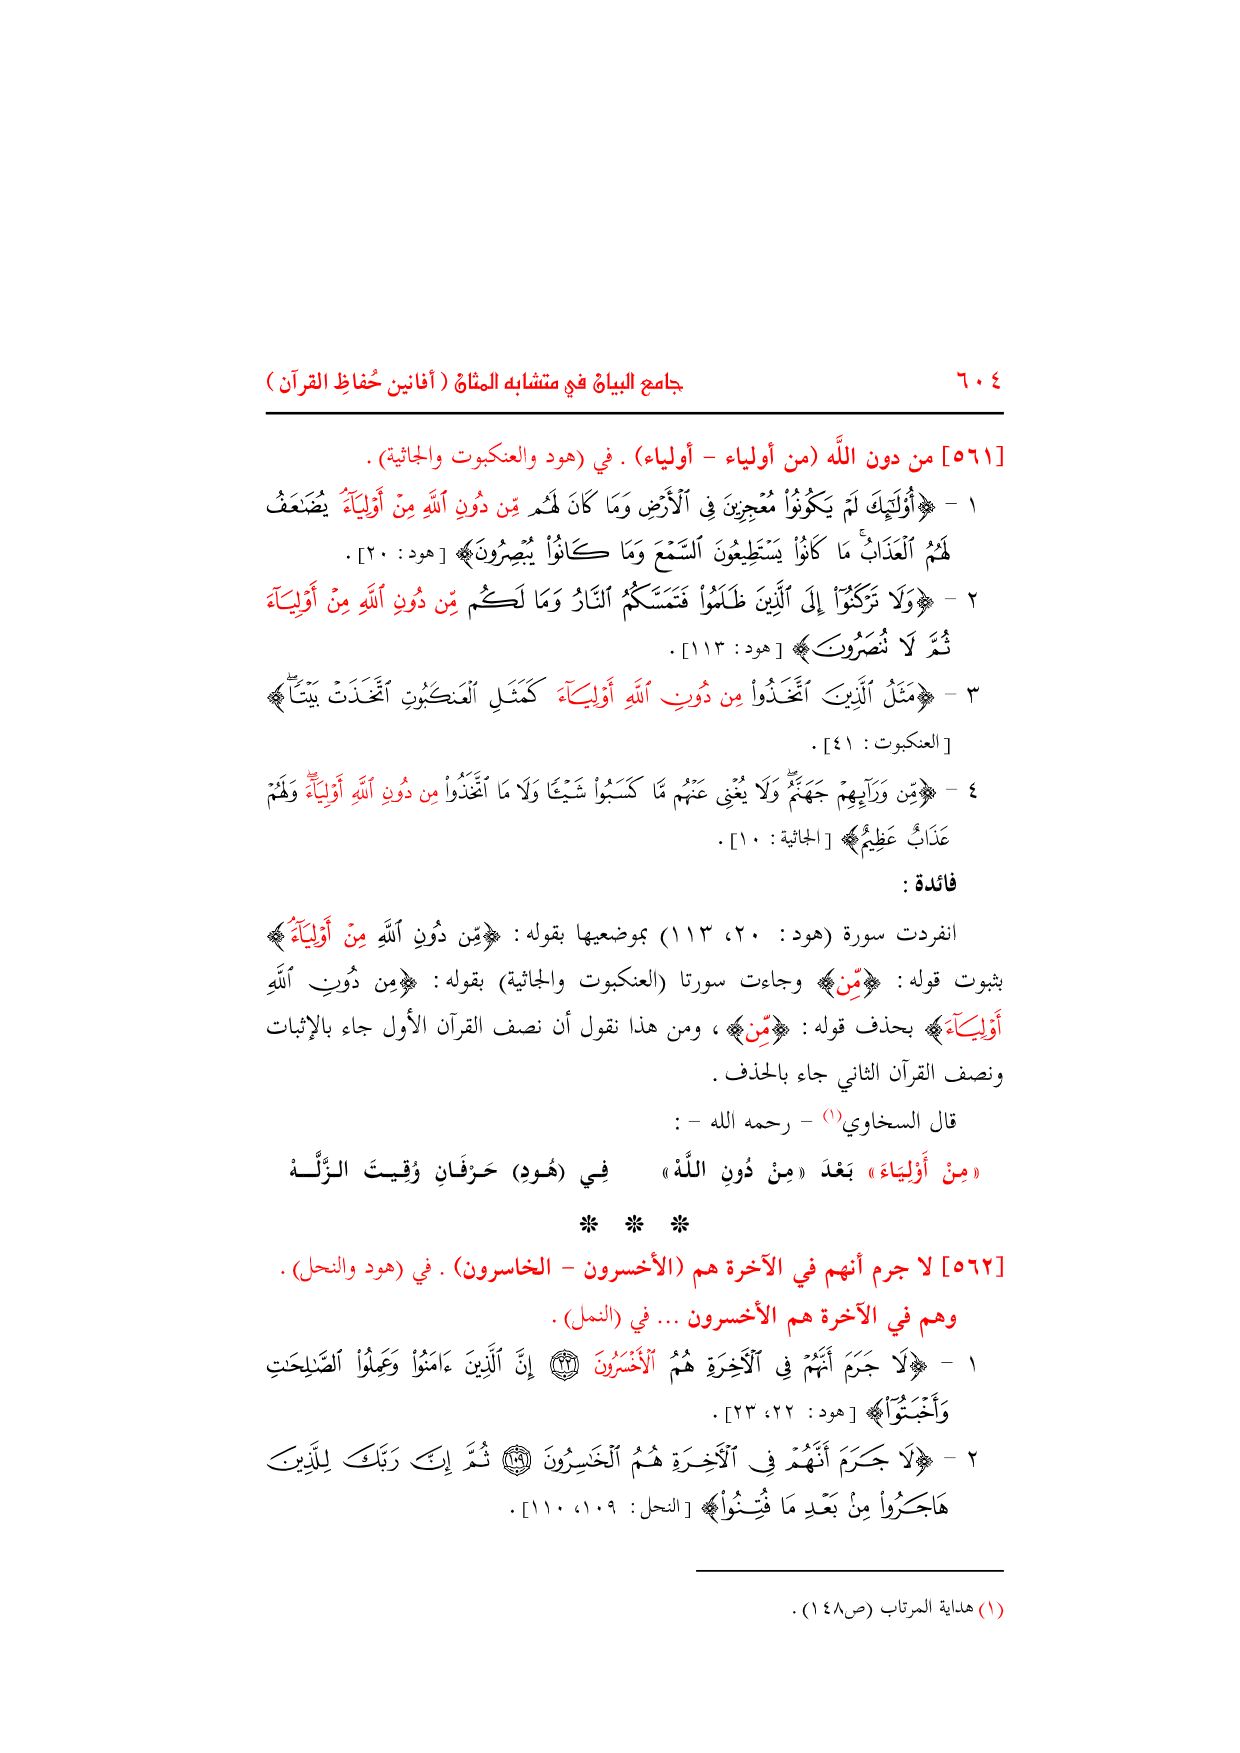 ٦٠٤ جامع البيان في متشابه المثان ( أفانين حُفاظِ القرآن )
[٥٦١] من دون اللَّه (من أولياء - أولياء) . في (هود والعنكبوت والجاثية) .
١ - ﴿أُوْلَٰٓئِكَ لَمْ يَكُونُوا۟ مُعْجِزِينَ فِى ٱلْأَرْضِ وَمَا كَانَ لَهُم مِّن دُونِ ٱللَّهِ مِنْ أَوْلِيَآءَ ۘ يُضَٰعَفُ
لَهُمُ ٱلْعَذَابُ ۚ مَا كَانُوا۟ يَسْتَطِيعُونَ ٱلسَّمْعَ وَمَا كَانُوا۟ يُبْصِرُونَ﴾ [هود: ٢٠] .
٢ - ﴿وَلَا تَرْكَنُوٓا۟ إِلَى ٱلَّذِينَ ظَلَمُوا۟ فَتَمَسَّكُمُ ٱلنَّارُ وَمَا لَكُم مِّن دُونِ ٱللَّهِ مِنْ أَوْلِيَآءَ
ثُمَّ لَا تُنصَرُونَ﴾ [هود: ١١٣] .
٣ - ﴿مَثَلُ ٱلَّذِينَ ٱتَّخَذُوا۟ مِن دُونِ ٱللَّهِ أَوْلِيَآءَ كَمَثَلِ ٱلْعَنكَبُوتِ ٱتَّخَذَتْ بَيْتًا ۖ﴾
[العنكبوت: ٤١] .
٤ - ﴿مِّن وَرَآئِهِمْ جَهَنَّمُ ۖ وَلَا يُغْنِى عَنْهُم مَّا كَسَبُوا۟ شَيْـًٔا وَلَا مَا ٱتَّخَذُوا۟ مِن دُونِ ٱللَّهِ أَوْلِيَآءَ ۖ وَلَهُمْ
عَذَابٌ عَظِيمٌ﴾ [الجاثية: ١٠] .
فائدة :
انفردت سورة (هود: ٢٠، ١١٣) بموضعيها بقوله: ﴿مِّن دُونِ ٱللَّهِ مِنْ أَوْلِيَآءَ ۘ﴾
بثبوت قوله: ﴿مِّن﴾ وجاءت سورتا (العنكبوت والجاثية) بقوله: ﴿مِن دُونِ ٱللَّهِ
أَوْلِيَآءَ﴾ بحذف قوله: ﴿مِّن﴾، ومن هذا نقول أن نصف القرآن الأول جاء بالإثبات
ونصف القرآن الثاني جاء بالحذف .
قال السخاوي(١) - رحمه الله - :
«مِنْ أَوْلِيَاءَ» بَعْدَ «مِنْ دُونِ اللَّهْ» فِي (هُودِ) حَرْفَانِ وُقِيتَ الزَّلَّهْ
* * *
[٥٦٢] لا جرم أنهم في الآخرة هم (الأخسرون - الخاسرون) . في (هود والنحل) .
وهم في الآخرة هم الأخسرون ... في (النمل) .
١ - ﴿لَا جَرَمَ أَنَّهُمْ فِى ٱلْـَٔاخِرَةِ هُمُ ٱلْأَخْسَرُونَ ٢٢ إِنَّ ٱلَّذِينَ ءَامَنُوا۟ وَعَمِلُوا۟ ٱلصَّٰلِحَٰتِ
وَأَخْبَتُوٓا۟﴾ [هود: ٢٢، ٢٣] .
٢ - ﴿لَا جَرَمَ أَنَّهُمْ فِى ٱلْـَٔاخِرَةِ هُمُ ٱلْخَٰسِرُونَ ١٠٩ ثُمَّ إِنَّ رَبَّكَ لِلَّذِينَ
هَاجَرُوا۟ مِنۢ بَعْدِ مَا فُتِنُوا۟﴾ [النحل: ١٠٩، ١١٠] .
(١) هداية المرتاب (ص١٤٨) .